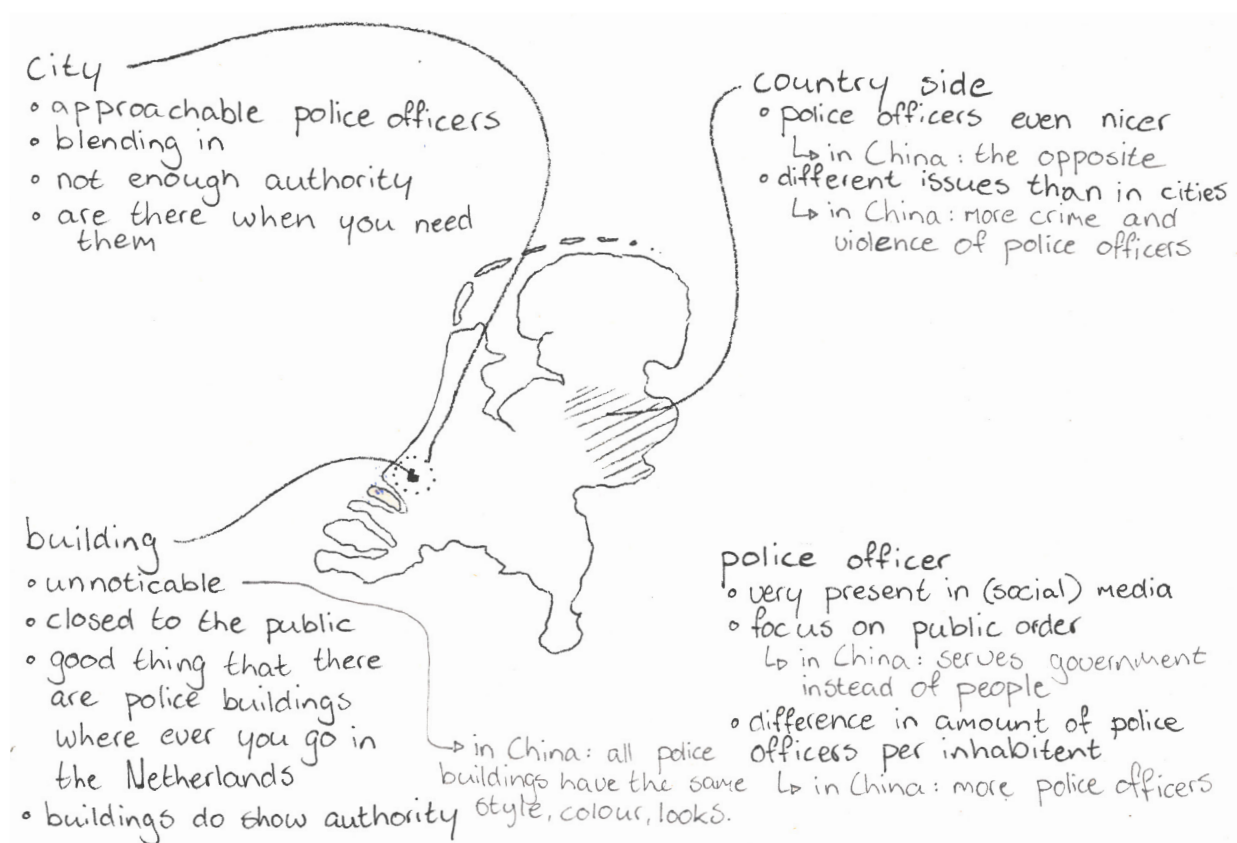 city
• approachable police officers
• blending in
• not enough authority
• are there when you need
them
country side
• police officers even nicer
↳ in China : the opposite
• different issues than in cities
↳ in China : more crime and
violence of police officers
building
• unnoticable
• closed to the public
• good thing that there
are police buildings
where ever you go in
the Netherlands
• buildings do show authority
→ in China : all police
buildings have the same
style, colour, looks.
police officer
• very present in (social) media
• focus on public order
↳ in China : serves government
instead of people
• difference in amount of police
officers per inhabitent
↳ in China : more police officers